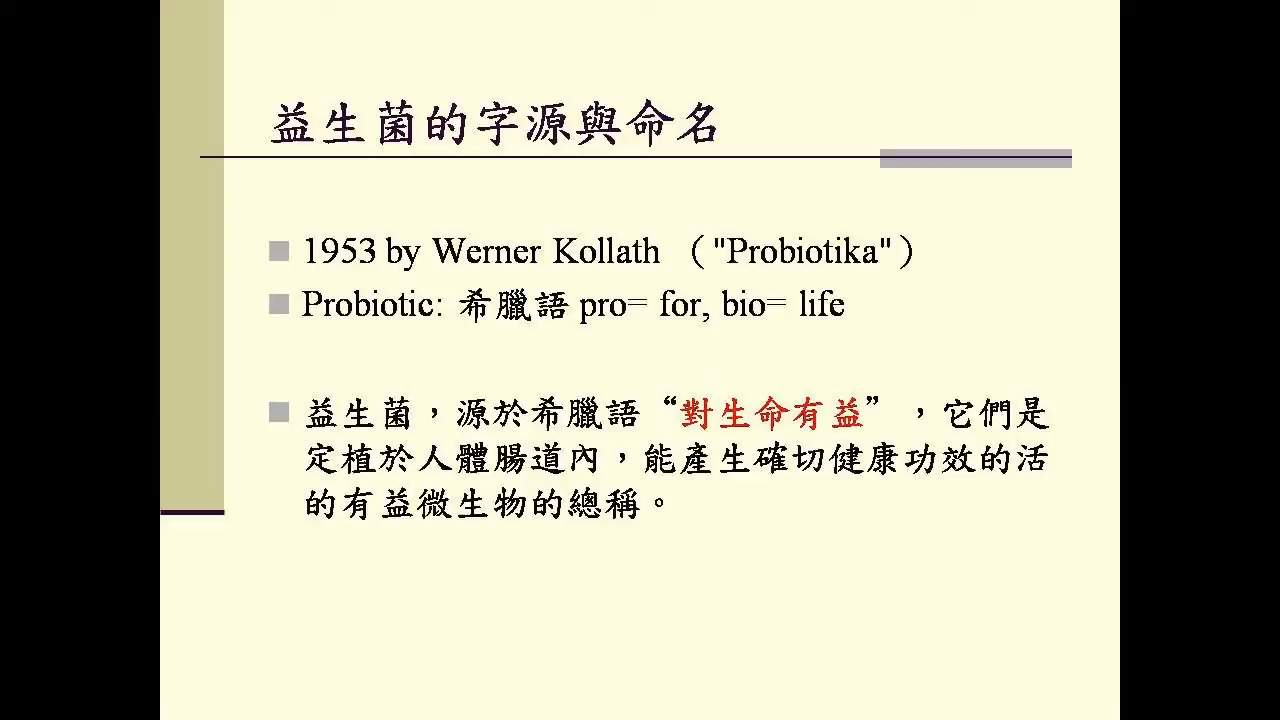 益生菌的字源與命名
1953 by Werner Kollath （"Probiotika"）
Probiotic: 希臘語 pro= for, bio= life
益生菌，源於希臘語“對生命有益”，它們是
定植於人體腸道內，能產生確切健康功效的活
的有益微生物的總稱。